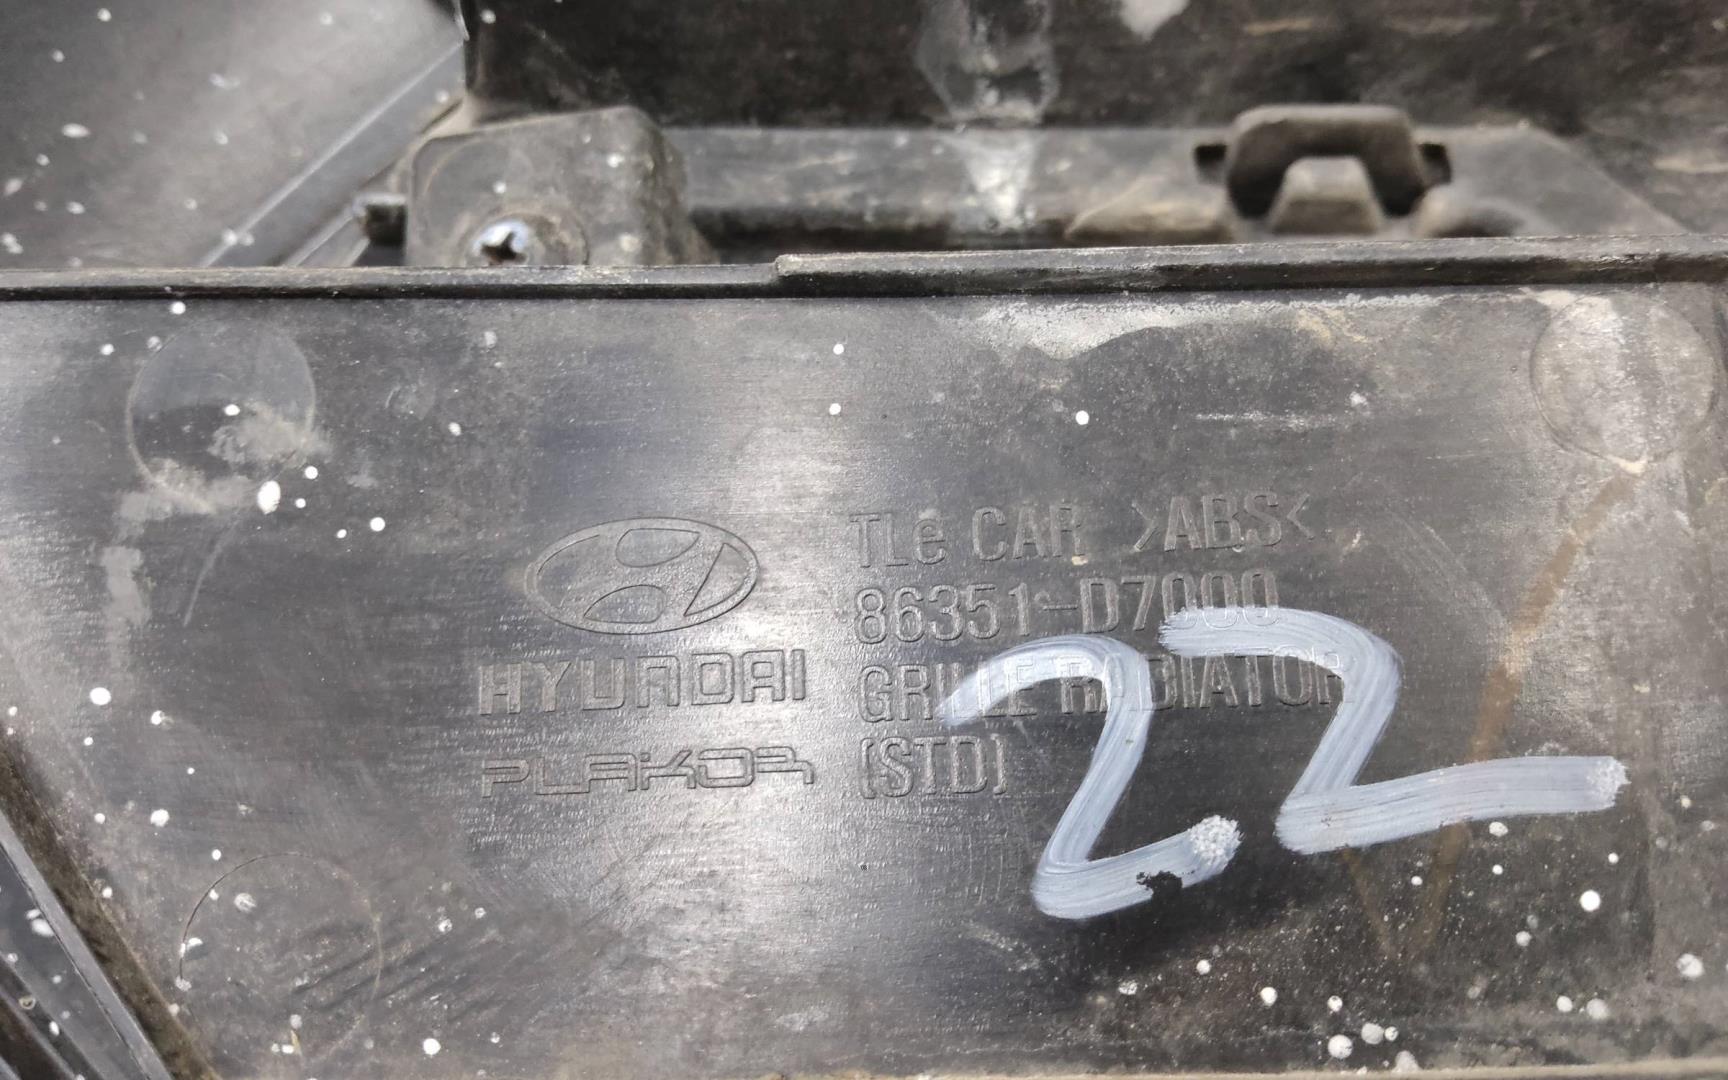 TLe CAR >ABS<
86351-D7000
GRILLE RADIATOR
(STD)
HYUNDAI
PLAKOR
22